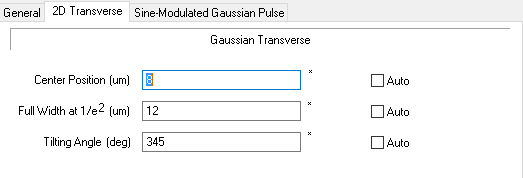 General 2D Transverse Sine-Modulated Gaussian Pulse
Gaussian Transverse
Center Position (um) 8 * Auto
Full Width at 1/e² (um) 12 * Auto
Tilting Angle (deg) 345 * Auto